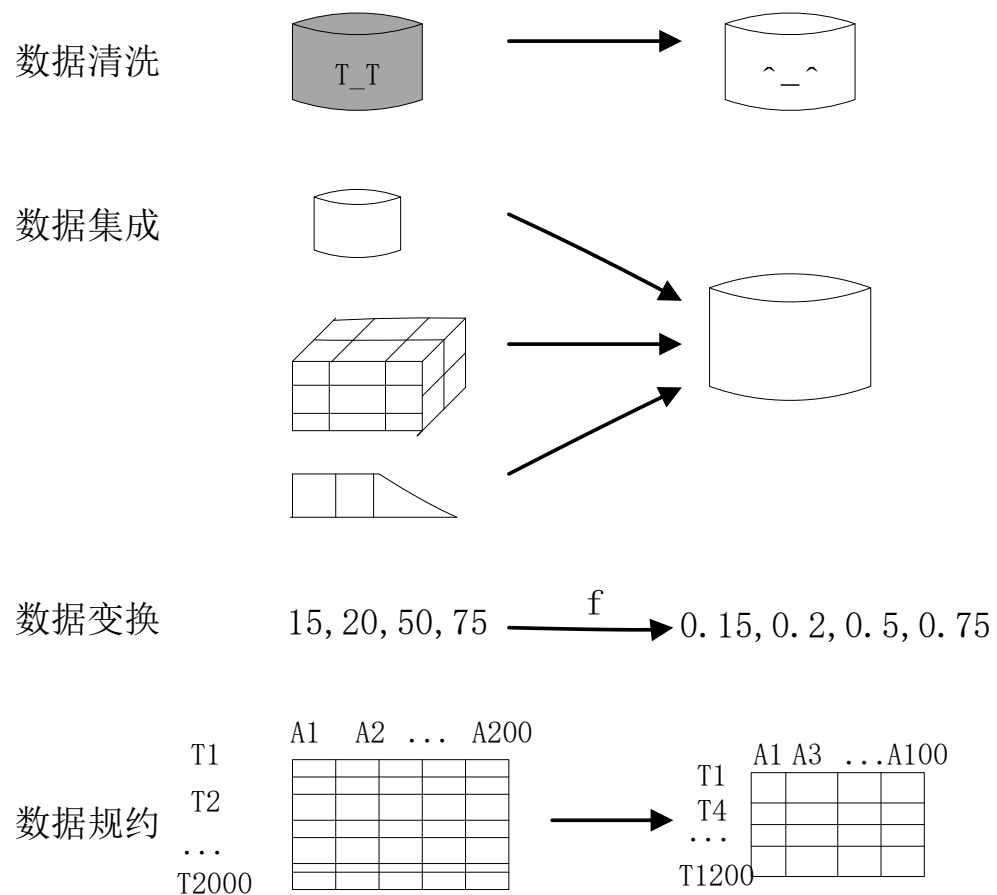 数据清洗 T_T ^_^
数据集成
数据变换 15,20,50,75 f 0.15,0.2,0.5,0.75
数据规约
A1 A2 ... A200
T1
T2
...
T2000
A1 A3 ...A100
T1
T4
...
T1200